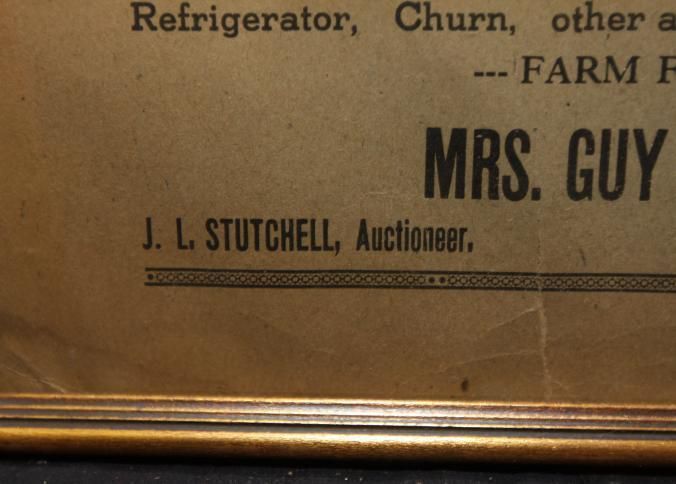 Refrigerator, Churn, other a
--- FARM F
MRS. GUY
J. L. STUTCHELL, Auctioneer.